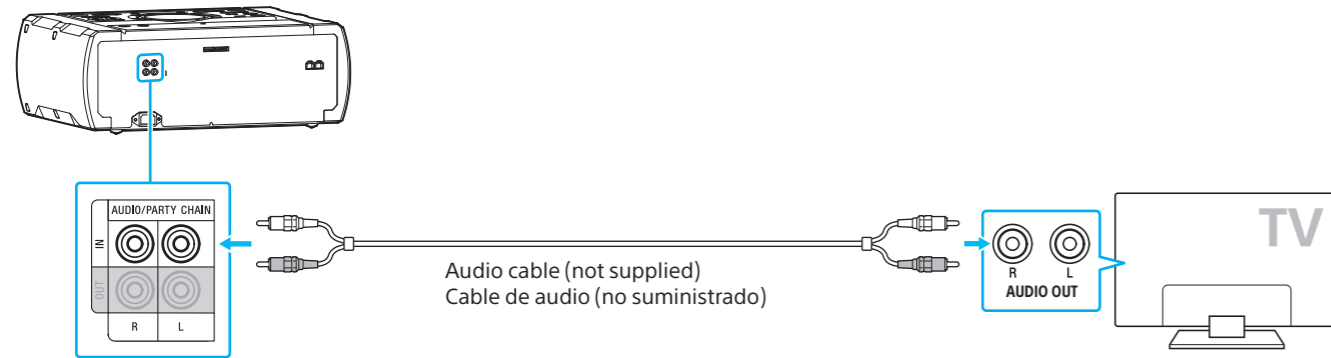 AUDIO/PARTY CHAIN
IN
OUT
R L
Audio cable (not supplied)
Cable de audio (no suministrado)
R L
AUDIO OUT
TV